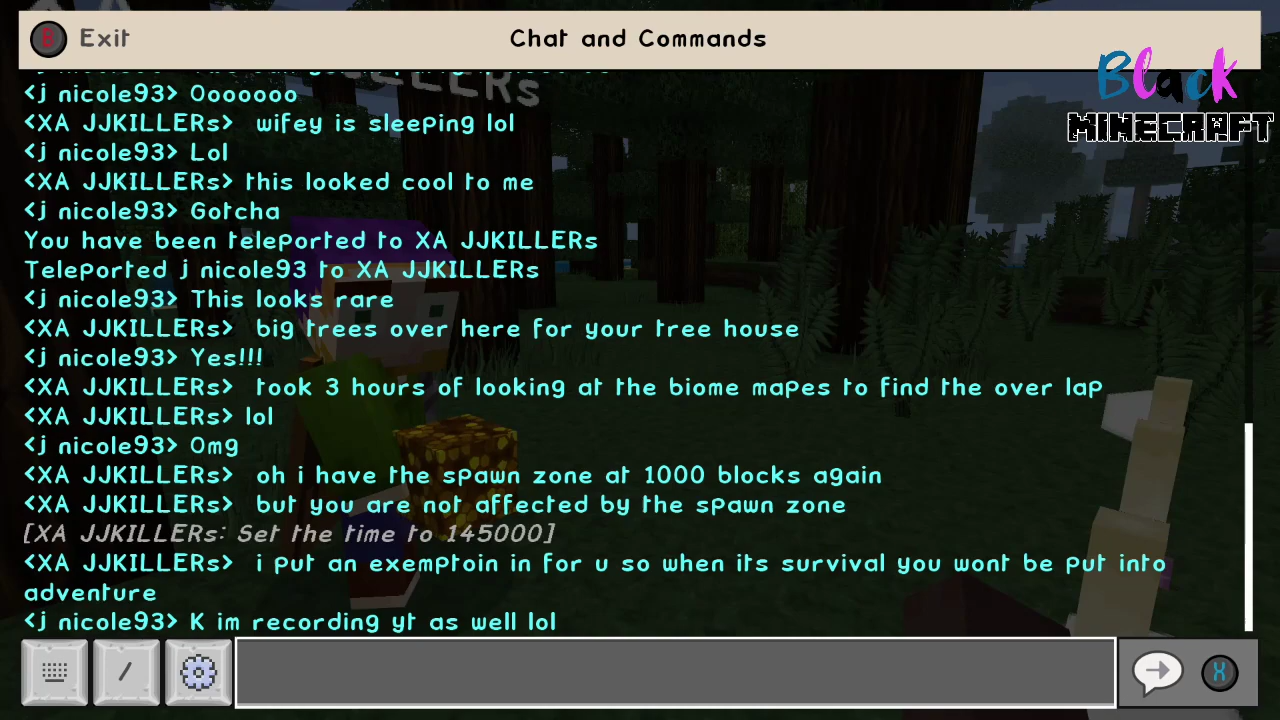 B Exit
Chat and Commands
Black
MINECRAFT
LLERs
<j nicole93> Ooooooo
<XA JJKILLERs> wifey is sleeping lol
<j nicole93> Lol
<XA JJKILLERs> this looked cool to me
<j nicole93> Gotcha
You have been teleported to XA JJKILLERs
Teleported j nicole93 to XA JJKILLERs
<j nicole93> This looks rare
<XA JJKILLERs> big trees over here for your tree house
<j nicole93> Yes!!!
<XA JJKILLERs> took 3 hours of looking at the biome mapes to find the over lap
<XA JJKILLERs> lol
<j nicole93> Omg
<XA JJKILLERs> oh i have the spawn zone at 1000 blocks again
<XA JJKILLERs> but you are not affected by the spawn zone
[XA JJKILLERs: Set the time to 145000]
<XA JJKILLERs> i put an exemptoin in for u so when its survival you wont be put into
adventure
<j nicole93> K im recording yt as well lol
/
X